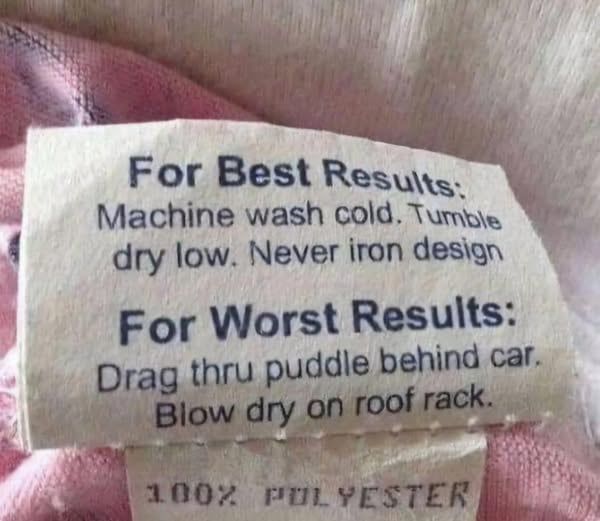 For Best Results:
Machine wash cold. Tumble
dry low. Never iron design
For Worst Results:
Drag thru puddle behind car.
Blow dry on roof rack.
100% POLYESTER